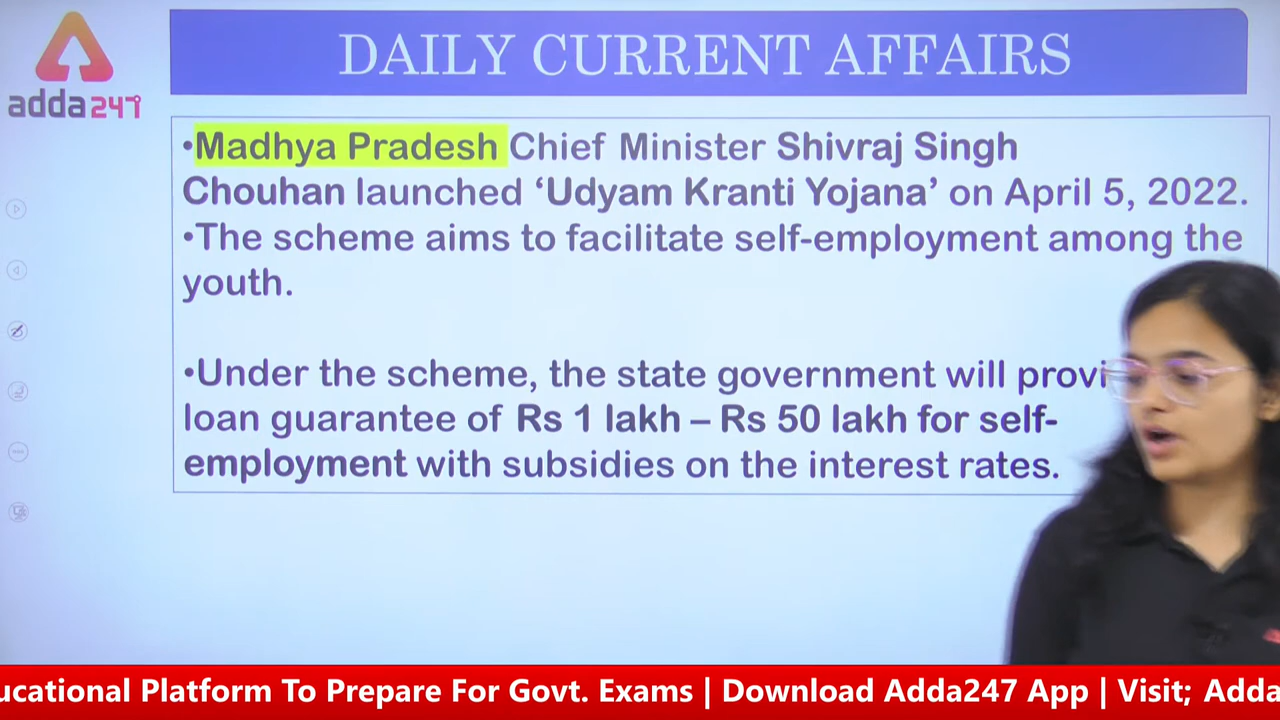 DAILY CURRENT AFFAIRS
adda247
•Madhya Pradesh Chief Minister Shivraj Singh
Chouhan launched ‘Udyam Kranti Yojana’ on April 5, 2022.
•The scheme aims to facilitate self-employment among the
youth.
•Under the scheme, the state government will provi
loan guarantee of Rs 1 lakh – Rs 50 lakh for self-
employment with subsidies on the interest rates.
ucational Platform To Prepare For Govt. Exams | Download Adda247 App | Visit; Adda